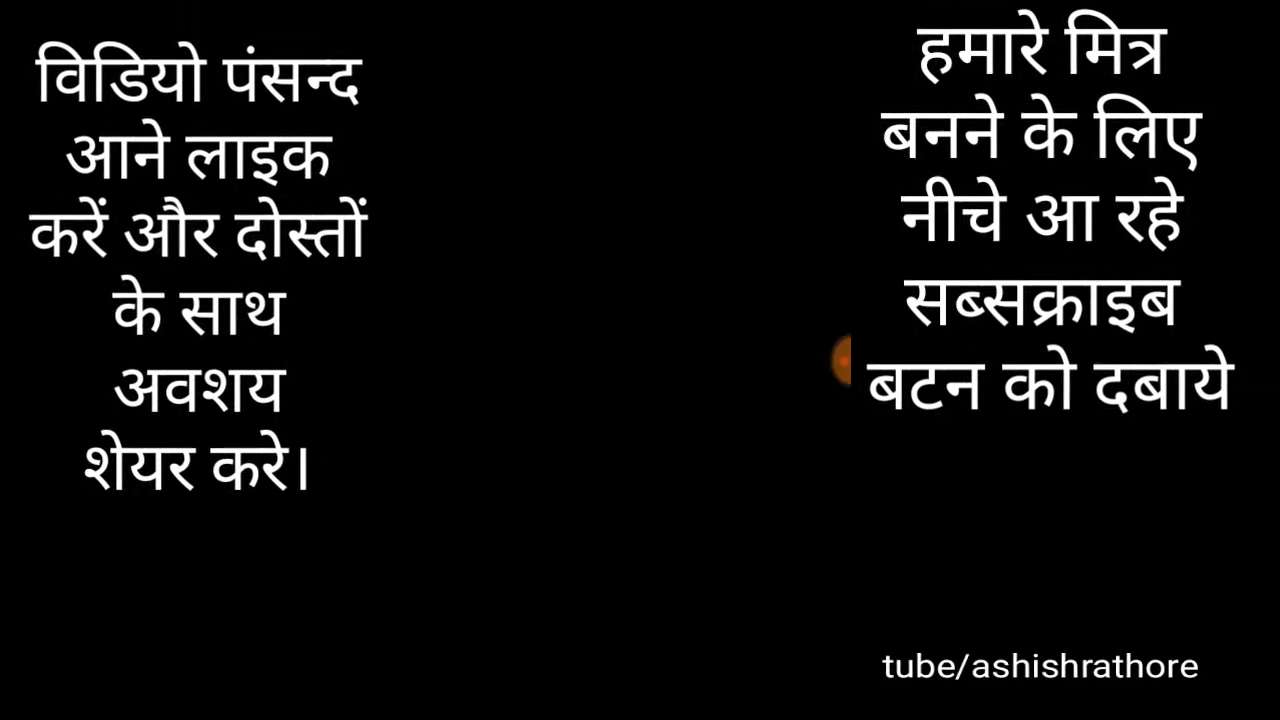 विडियो पंसन्द
आने लाइक
करें और दोस्तों
के साथ
अवशय
शेयर करे।
हमारे मित्र
बनने के लिए
नीचे आ रहे
सब्सक्राइब
बटन को दबाये
tube/ashishrathore